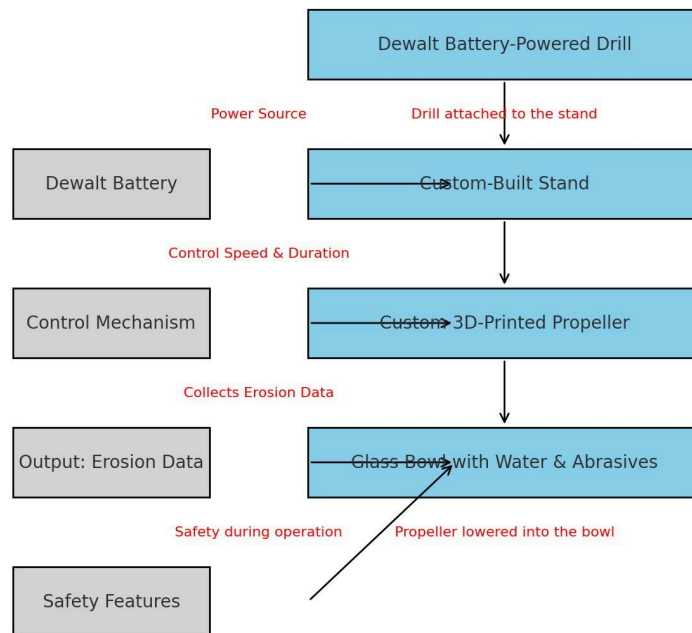 Dewalt Battery-Powered Drill
Power Source
Drill attached to the stand
Dewalt Battery
Custom-Built Stand
Control Speed & Duration
Control Mechanism
Custom 3D-Printed Propeller
Collects Erosion Data
Output: Erosion Data
Glass Bowl with Water & Abrasives
Safety during operation
Propeller lowered into the bowl
Safety Features